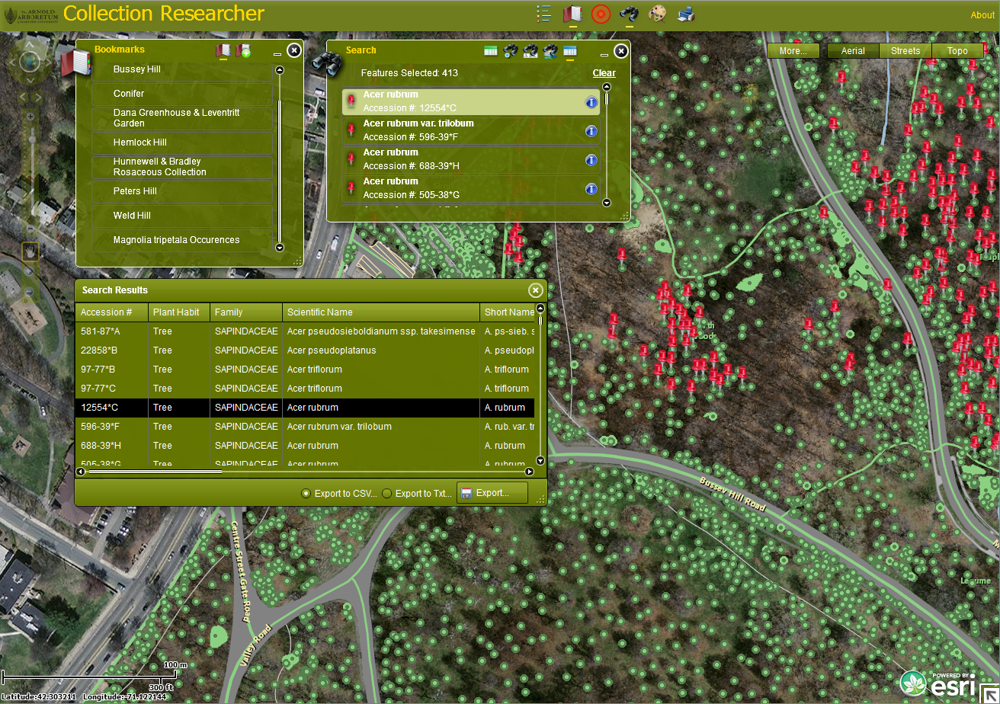 The ARNOLD
ARBORETUM
of HARVARD UNIVERSITY
Collection Researcher
About
More...
Aerial
Streets
Topo
Bookmarks
Bussey Hill
Conifer
Dana Greenhouse & Leventritt
Garden
Hemlock Hill
Hunnewell & Bradley
Rosaceous Collection
Peters Hill
Weld Hill
Magnolia tripetala Occurences
Search
Features Selected: 413
Clear
Acer rubrum
Accession #: 12554*C
Acer rubrum var. trilobum
Accession #: 596-39*F
Acer rubrum
Accession #: 688-39*H
Acer rubrum
Accession #: 505-38*G
Search Results
Accession # Plant Habit Family Scientific Name Short Name
581-87*A Tree SAPINDACEAE Acer pseudosieboldianum ssp. takesimense A. ps-sieb. s
22858*B Tree SAPINDACEAE Acer pseudoplatanus A. pseudopl
97-77*B Tree SAPINDACEAE Acer triflorum A. triflorum
97-77*C Tree SAPINDACEAE Acer triflorum A. triflorum
12554*C Tree SAPINDACEAE Acer rubrum A. rubrum
596-39*F Tree SAPINDACEAE Acer rubrum var. trilobum A. rub. var. tr
688-39*H Tree SAPINDACEAE Acer rubrum A. rubrum
505-38*G Tree SAPINDACEAE Acer rubrum A. rubrum
Export to CSV... Export to Txt... Export...
Bussey Hill Road
Centre Street Gate Road
Valley Road
100 m
300 ft
Latitude:42.303211 Longitude:-71.122144
POWERED BY
esri